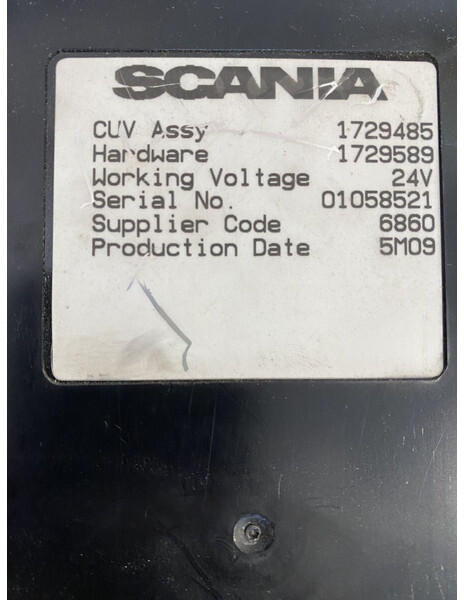 SCANIA
CUV Assy 1729485
Hardware 1729589
Working Voltage 24V
Serial No. 01058521
Supplier Code 6860
Production Date 5M09